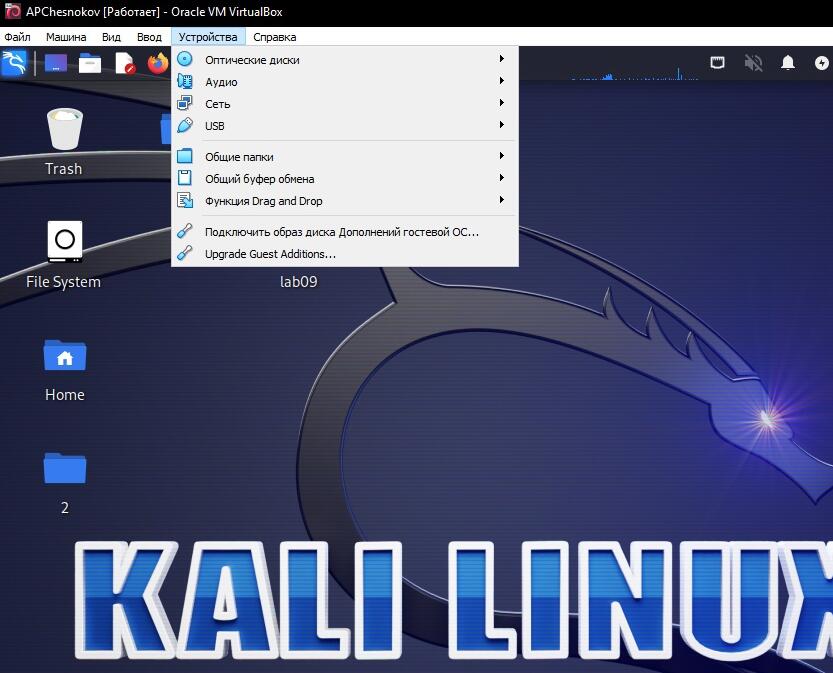 APChesnokov [Работает] - Oracle VM VirtualBox
Файл Машина Вид Ввод Устройства Справка
Оптические диски
Аудио
Сеть
USB
Общие папки
Общий буфер обмена
Функция Drag and Drop
Подключить образ диска Дополнений гостевой ОС...
Upgrade Guest Additions...
Trash
File System
lab09
Home
2
KALI LINUX